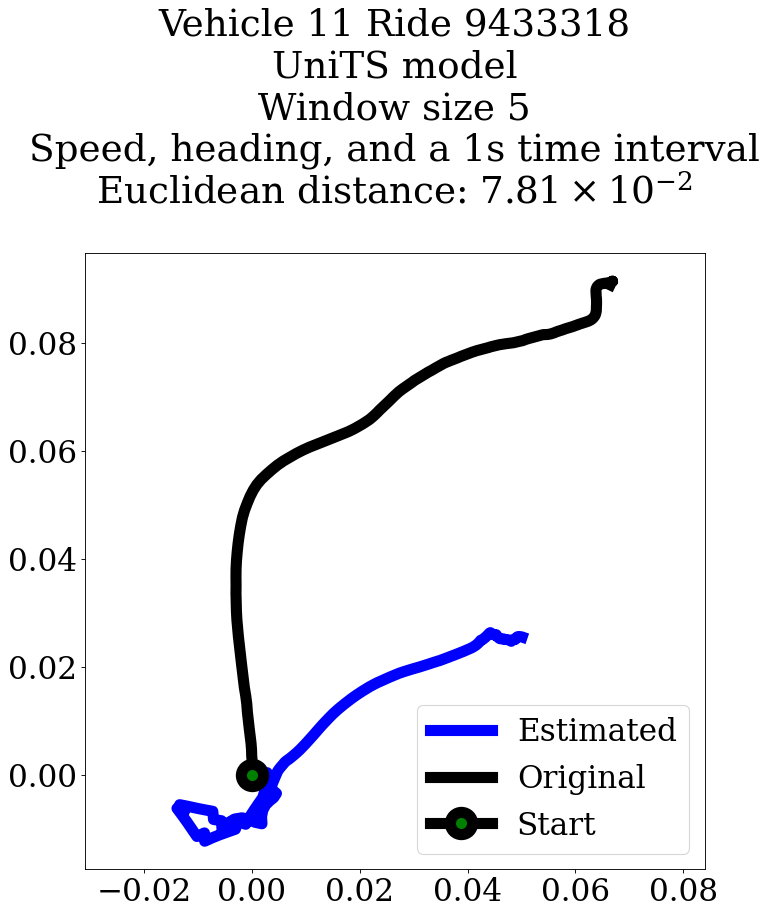 Vehicle 11 Ride 9433318
UniTS model
Window size 5
Speed, heading, and a 1s time interval
Euclidean distance: 7.81 × 10⁻²
0.08
0.06
0.04
0.02
0.00
Estimated
Original
Start
−0.02 0.00 0.02 0.04 0.06 0.08